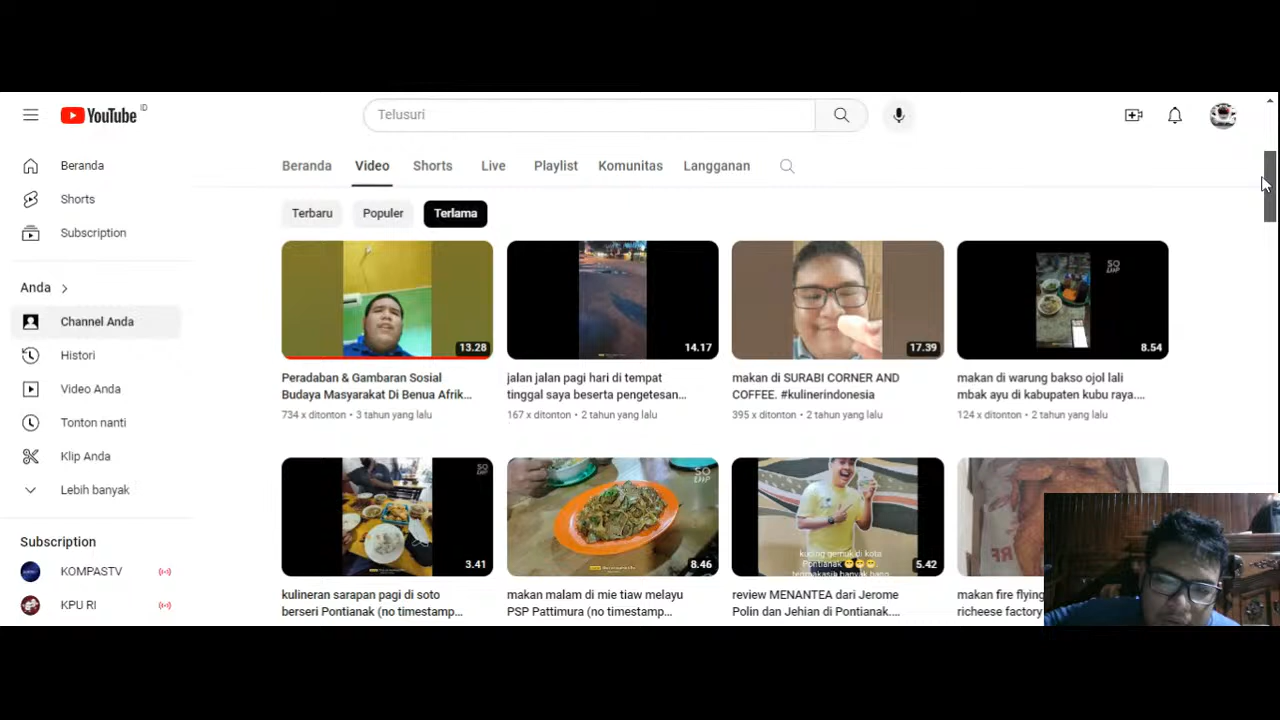 YouTube ID
Telusuri
Beranda
Shorts
Subscription
Anda
Channel Anda
Histori
Video Anda
Tonton nanti
Klip Anda
Lebih banyak
Subscription
KOMPASTV
KPU RI
Beranda Video Shorts Live Playlist Komunitas Langganan
Terbaru Populer Terlama
13.28
Peradaban & Gambaran Sosial
Budaya Masyarakat Di Benua Afrik...
734 x ditonton • 3 tahun yang lalu
14.17
jalan jalan pagi hari di tempat
tinggal saya beserta pengetesan...
167 x ditonton • 2 tahun yang lalu
17.39
makan di SURABI CORNER AND
COFFEE. #kulinerindonesia
395 x ditonton • 2 tahun yang lalu
8.54
makan di warung bakso ojol lali
mbak ayu di kabupaten kubu raya....
124 x ditonton • 2 tahun yang lalu
3.41
kulineran sarapan pagi di soto
berseri Pontianak (no timestamp...
8.46
makan malam di mie tiaw melayu
PSP Pattimura (no timestamp...
kucing gemuk di kota
Pontianak
5.42
review MENANTEA dari Jerome
Polin dan Jehian di Pontianak....
makan fire flying
richeese factory